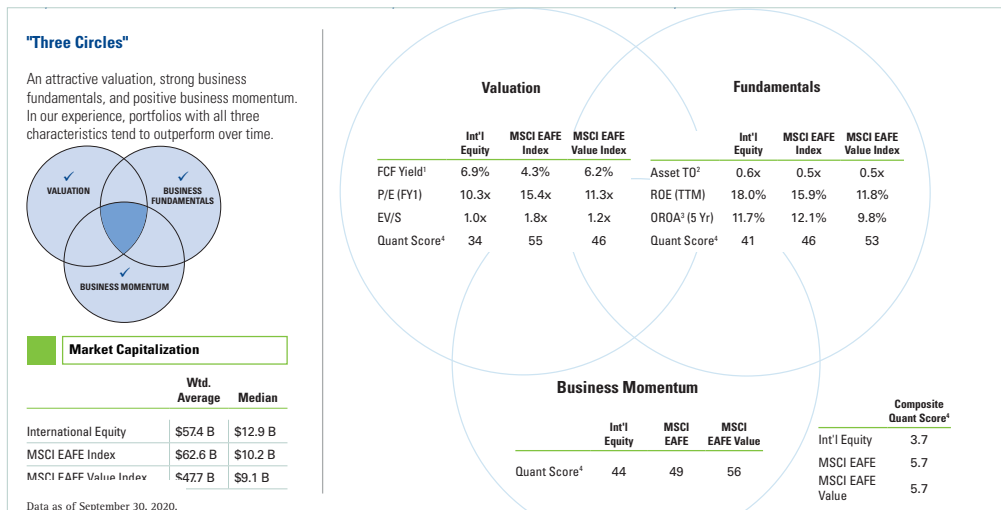 "Three Circles"
An attractive valuation, strong business
fundamentals, and positive business momentum.
In our experience, portfolios with all three
characteristics tend to outperform over time.
✓ ✓
VALUATION BUSINESS
FUNDAMENTALS
✓
BUSINESS MOMENTUM
Market Capitalization
Wtd.
Average Median
International Equity $57.4 B $12.9 B
MSCI EAFE Index $62.6 B $10.2 B
MSCI EAFE Value Index $47.7 B $9.1 B
Data as of September 30, 2020.
Valuation
Int'l MSCI EAFE MSCI EAFE
Equity Index Value Index
FCF Yield¹ 6.9% 4.3% 6.2%
P/E (FY1) 10.3x 15.4x 11.3x
EV/S 1.0x 1.8x 1.2x
Quant Score⁴ 34 55 46
Fundamentals
Int'l MSCI EAFE MSCI EAFE
Equity Index Value Index
Asset TO² 0.6x 0.5x 0.5x
ROE (TTM) 18.0% 15.9% 11.8%
OROA³ (5 Yr) 11.7% 12.1% 9.8%
Quant Score⁴ 41 46 53
Business Momentum
Int'l MSCI MSCI
Equity EAFE EAFE Value
Quant Score⁴ 44 49 56
Composite
Quant Score⁴
Int'l Equity 3.7
MSCI EAFE 5.7
MSCI EAFE
Value 5.7